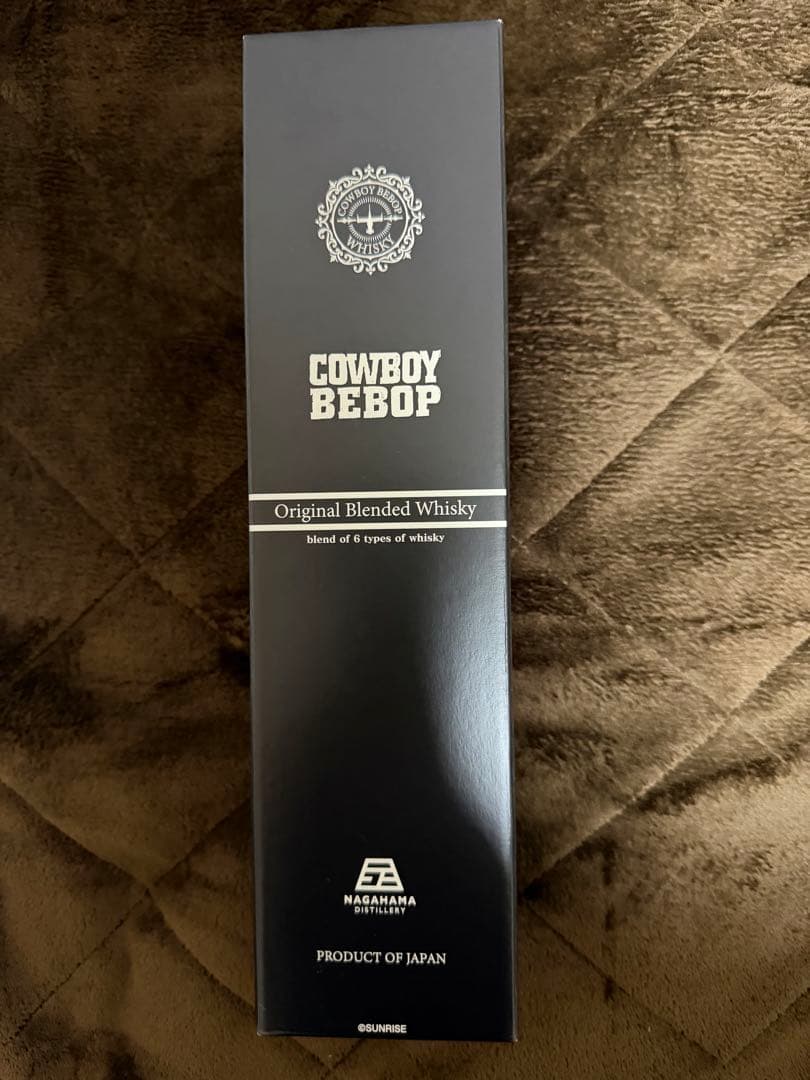 COWBOY BEBOP
WHISKY
COWBOY
BEBOP
Original Blended Whisky
blend of 6 types of whisky
NAGAHAMA
DISTILLERY
PRODUCT OF JAPAN
©SUNRISE